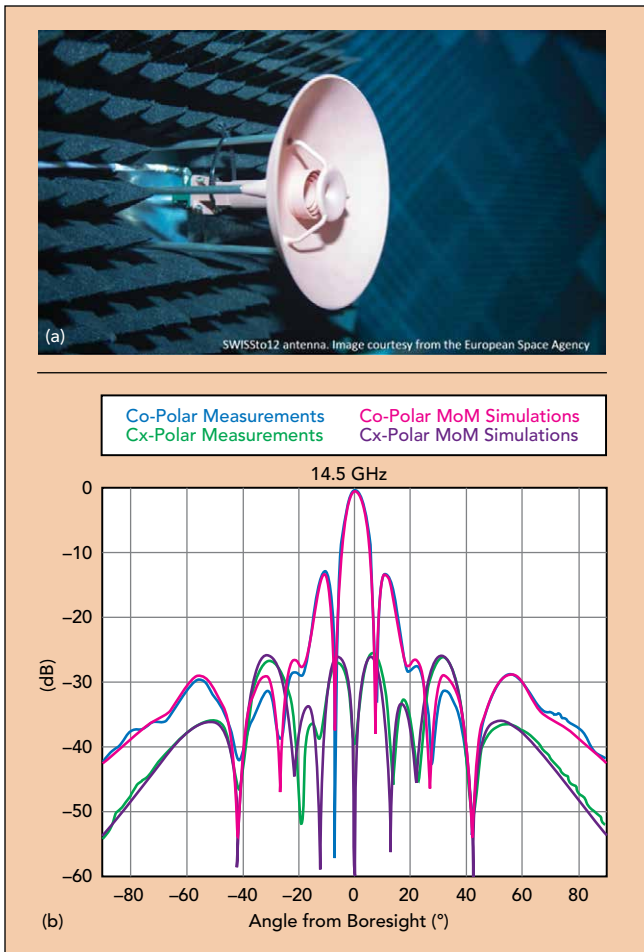 (a)
SWISSto12 antenna. Image courtesy from the European Space Agency
Co-Polar Measurements Co-Polar MoM Simulations
Cx-Polar Measurements Cx-Polar MoM Simulations
14.5 GHz
0
–10
–20
–30
–40
–50
–60
(dB)
–80 –60 –40 –20 0 20 40 60 80
(b) Angle from Boresight (°)